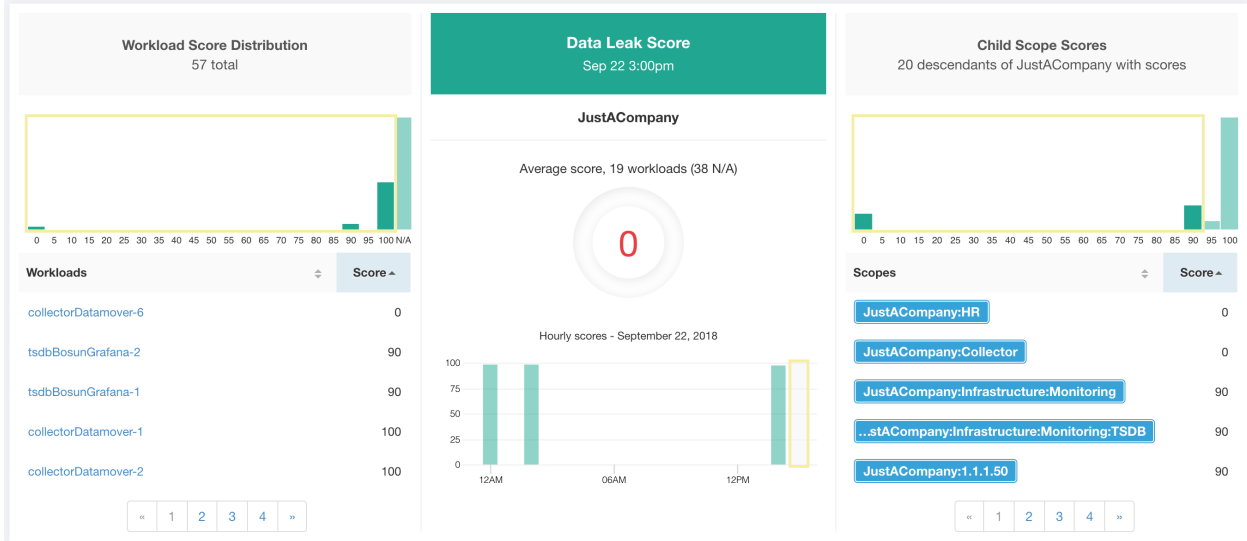 Workload Score Distribution
57 total
0 5 10 15 20 25 30 35 40 45 50 55 60 65 70 75 80 85 90 95 100 N/A
Workloads Score
collectorDatamover-6 0
tsdbBosunGrafana-2 90
tsdbBosunGrafana-1 90
collectorDatamover-1 100
collectorDatamover-2 100
« 1 2 3 4 »
Data Leak Score
Sep 22 3:00pm
JustACompany
Average score, 19 workloads (38 N/A)
0
Hourly scores - September 22, 2018
100
75
50
25
0
12AM 06AM 12PM
Child Scope Scores
20 descendants of JustACompany with scores
0 5 10 15 20 25 30 35 40 45 50 55 60 65 70 75 80 85 90 95 100
Scopes Score
JustACompany:HR 0
JustACompany:Collector 0
JustACompany:Infrastructure:Monitoring 90
...stACompany:Infrastructure:Monitoring:TSDB 90
JustACompany:1.1.1.50 90
« 1 2 3 4 »